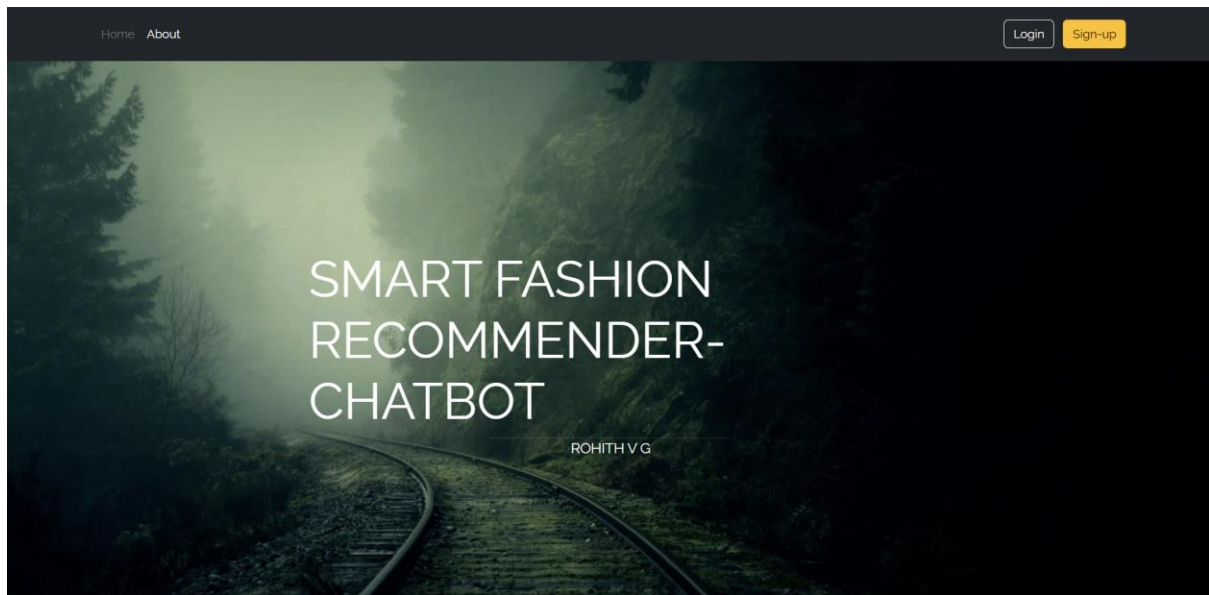 Home About Login Sign-up
SMART FASHION
RECOMMENDER-
CHATBOT
ROHITH V G